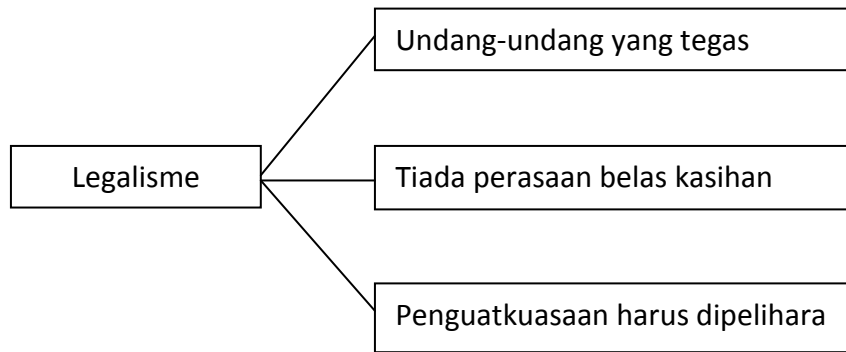 Undang-undang yang tegas
Legalisme
Tiada perasaan belas kasihan
Penguatkuasaan harus dipelihara